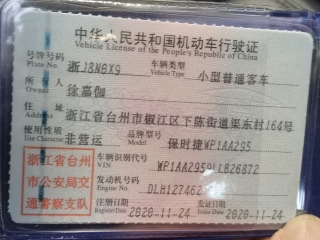 中华人民共和国机动车行驶证
Vehicle License of the People's Republic of China
号牌号码 浙J8N6X9 车辆类型 小型普通客车
Plate No. Vehicle Type
所有人 徐嘉伽
Owner
住址 浙江省台州市椒江区下陈街道渠东村164号
Address
使用性质 非营运 品牌型号 保时捷WP1AA295
Use Character Model
浙江省台州
市公安局交
通警察支队
车辆识别代号
VIN WP1AA2959LLB26872
发动机号码
Engine No. DLH127462
注册日期 2020-11-24 发证日期 2020-11-24
Register Date Issue Date